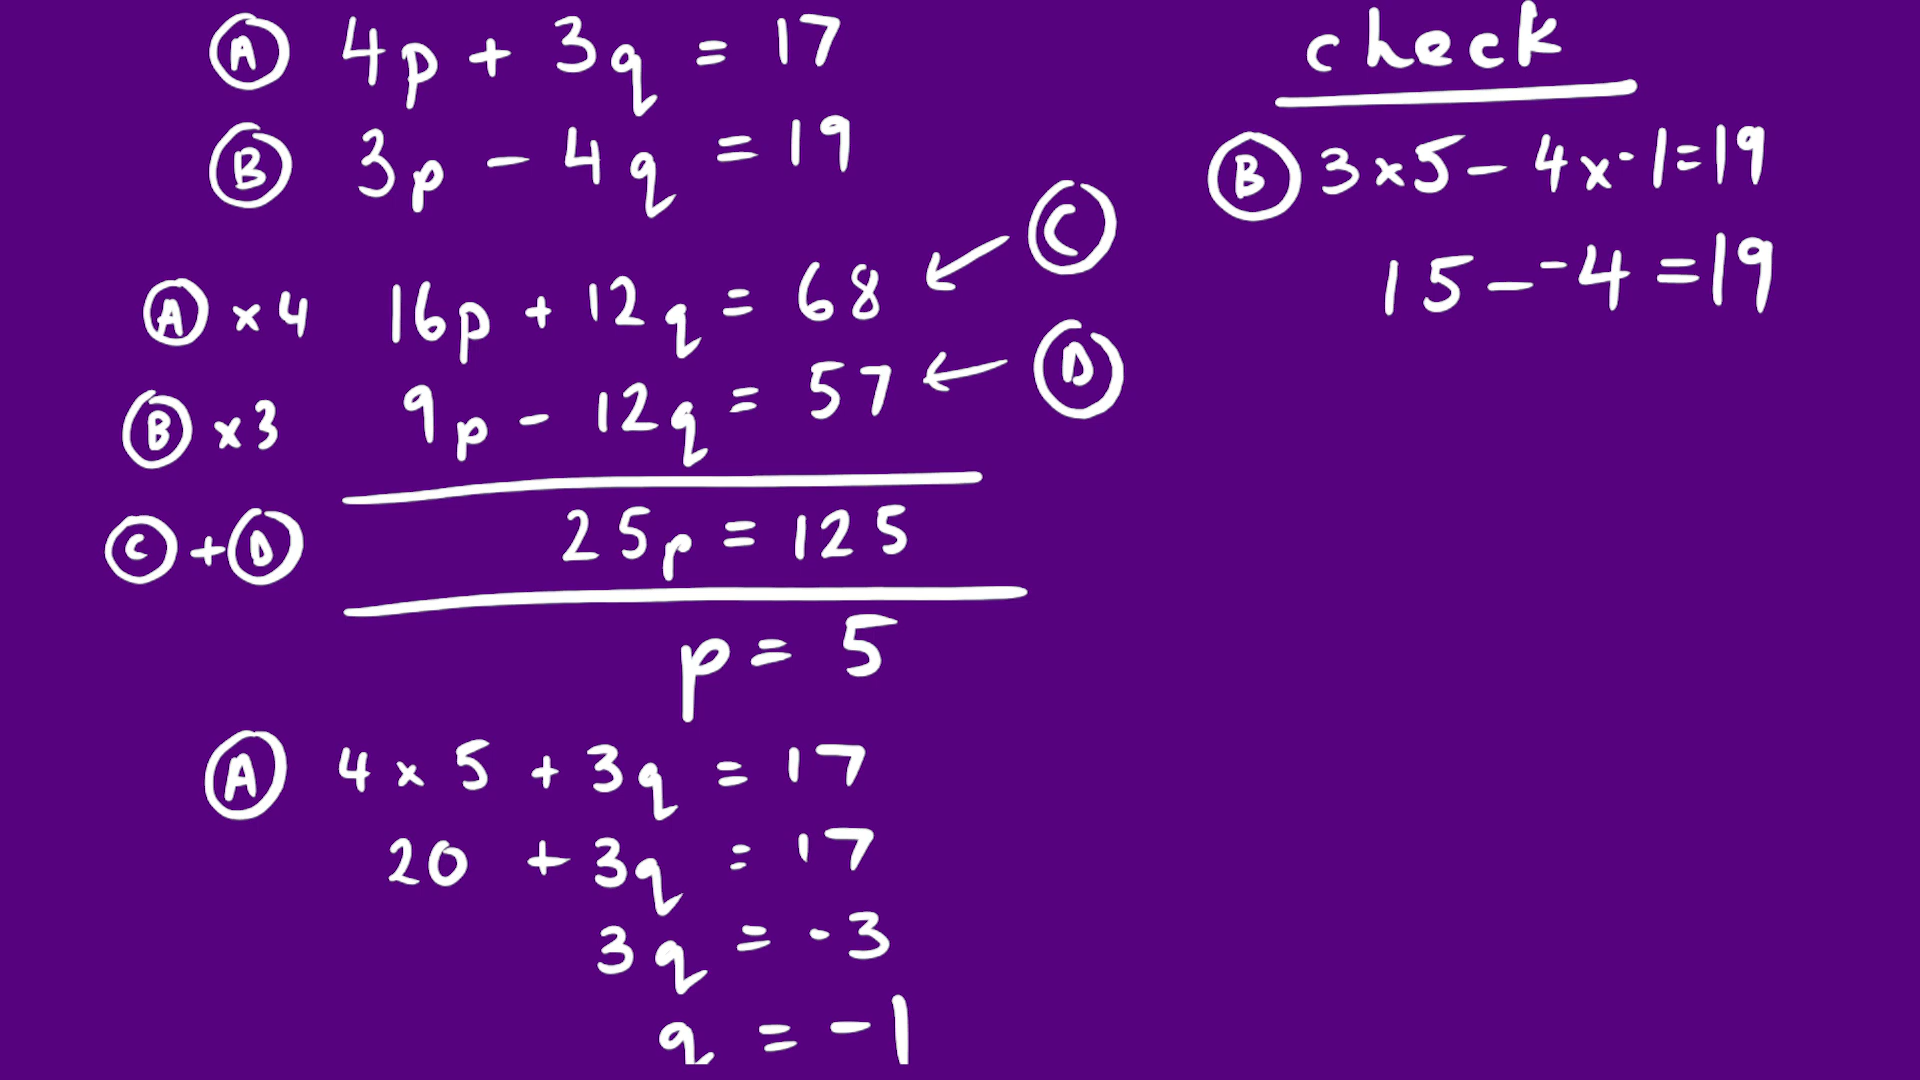 Ⓐ 4p + 3q = 17
Ⓑ 3p - 4q = 19
Ⓐ ×4 16p + 12q = 68 ← Ⓒ
Ⓑ ×3 9p - 12q = 57 ← Ⓓ
Ⓒ + Ⓓ 25p = 125
p = 5
Ⓐ 4 × 5 + 3q = 17
20 + 3q = 17
3q = -3
q = -1
check
Ⓑ 3×5 - 4×-1 = 19
15 - -4 = 19